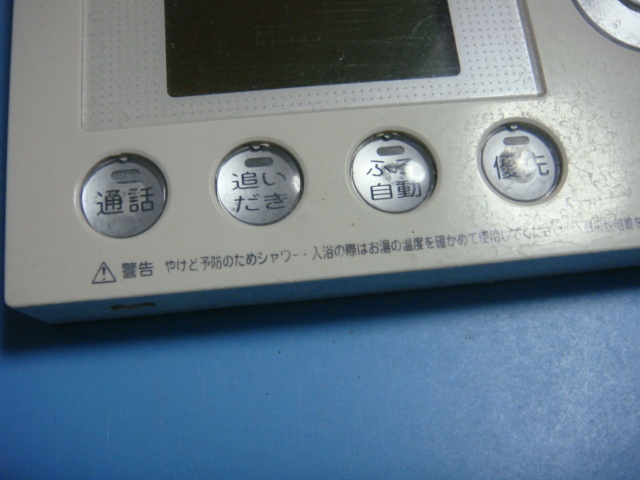 通話
追い
だき
ふろ
自動
優先
警告 やけど予防のためシャワー・入浴の際はお湯の温度を確かめて使用してください